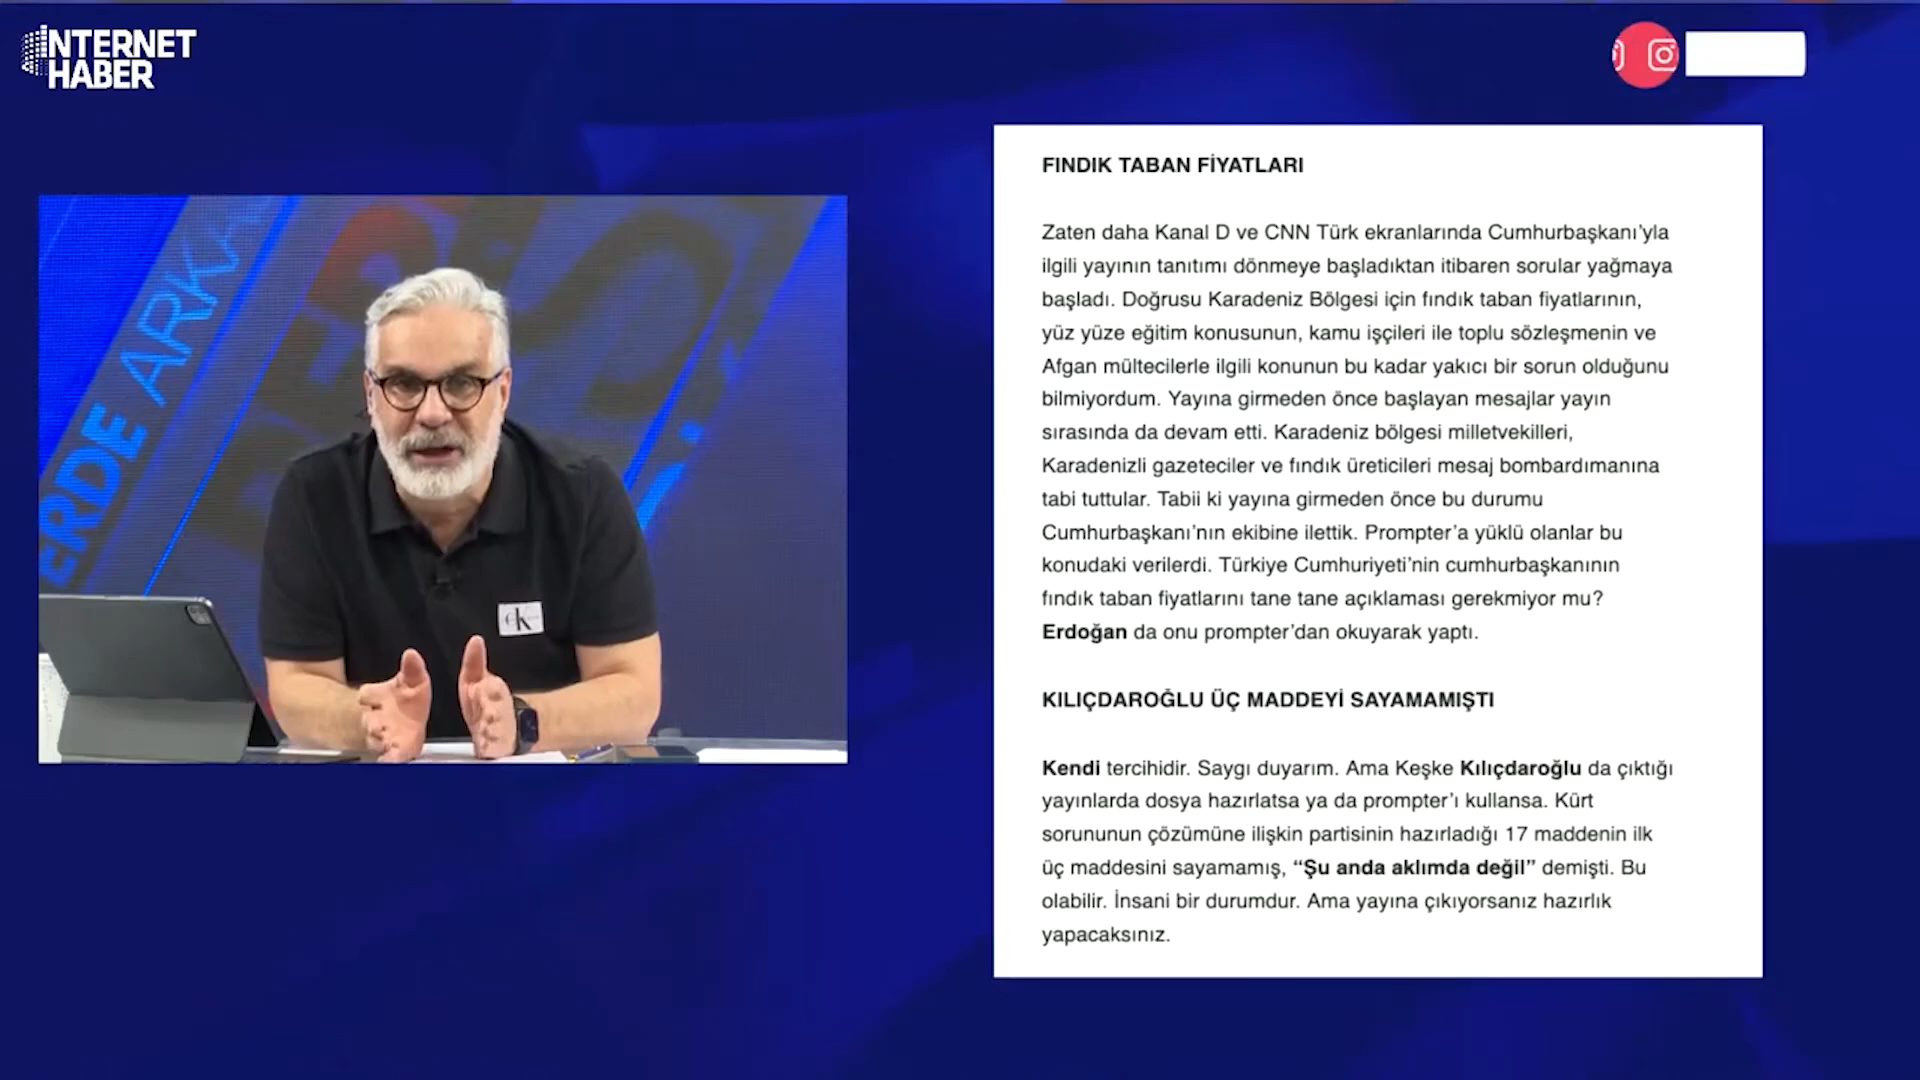 İNTERNET
HABER
ERDE ARKA
cK
FINDIK TABAN FİYATLARI
Zaten daha Kanal D ve CNN Türk ekranlarında Cumhurbaşkanı’yla
ilgili yayının tanıtımı dönmeye başladıktan itibaren sorular yağmaya
başladı. Doğrusu Karadeniz Bölgesi için fındık taban fiyatlarının,
yüz yüze eğitim konusunun, kamu işçileri ile toplu sözleşmenin ve
Afgan mültecilerle ilgili konunun bu kadar yakıcı bir sorun olduğunu
bilmiyordum. Yayına girmeden önce başlayan mesajlar yayın
sırasında da devam etti. Karadeniz bölgesi milletvekilleri,
Karadenizli gazeteciler ve fındık üreticileri mesaj bombardımanına
tabi tuttular. Tabii ki yayına girmeden önce bu durumu
Cumhurbaşkanı’nın ekibine ilettik. Prompter’a yüklü olanlar bu
konudaki verilerdi. Türkiye Cumhuriyeti’nin cumhurbaşkanının
fındık taban fiyatlarını tane tane açıklaması gerekmiyor mu?
Erdoğan da onu prompter’dan okuyarak yaptı.
KILIÇDAROĞLU ÜÇ MADDEYİ SAYAMAMIŞTI
Kendi tercihidir. Saygı duyarım. Ama Keşke Kılıçdaroğlu da çıktığı
yayınlarda dosya hazırlatsa ya da prompter’ı kullansa. Kürt
sorununun çözümüne ilişkin partisinin hazırladığı 17 maddenin ilk
üç maddesini sayamamış, “Şu anda aklımda değil” demişti. Bu
olabilir. İnsani bir durumdur. Ama yayına çıkıyorsanız hazırlık
yapacaksınız.